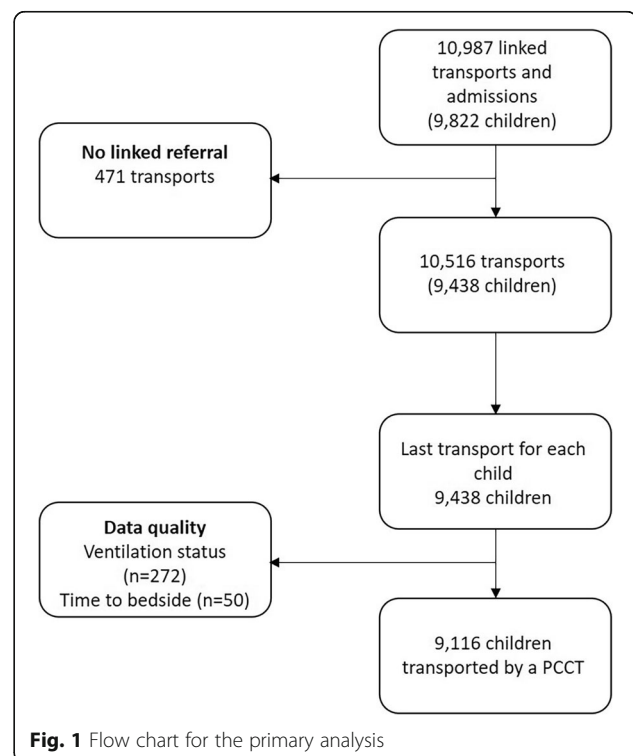 10,987 linked
transports and
admissions
(9,822 children)
No linked referral
471 transports
10,516 transports
(9,438 children)
Last transport for each
child
9,438 children
Data quality
Ventilation status
(n=272)
Time to bedside (n=50)
9,116 children
transported by a PCCT
Fig. 1 Flow chart for the primary analysis